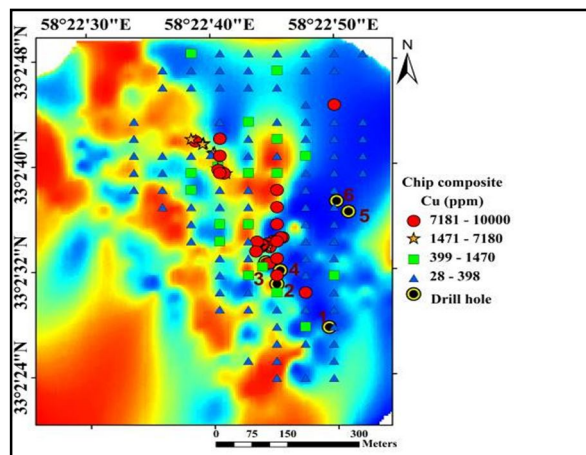 58°22'30"E 58°22'40"E 58°22'50"E
N
33°2'48"N
33°2'40"N
33°2'32"N
33°2'24"N
6
5
4
3
2
1
Chip composite
Cu (ppm)
7181 - 10000
1471 - 7180
399 - 1470
28 - 398
Drill hole
0 75 150 300
Meters